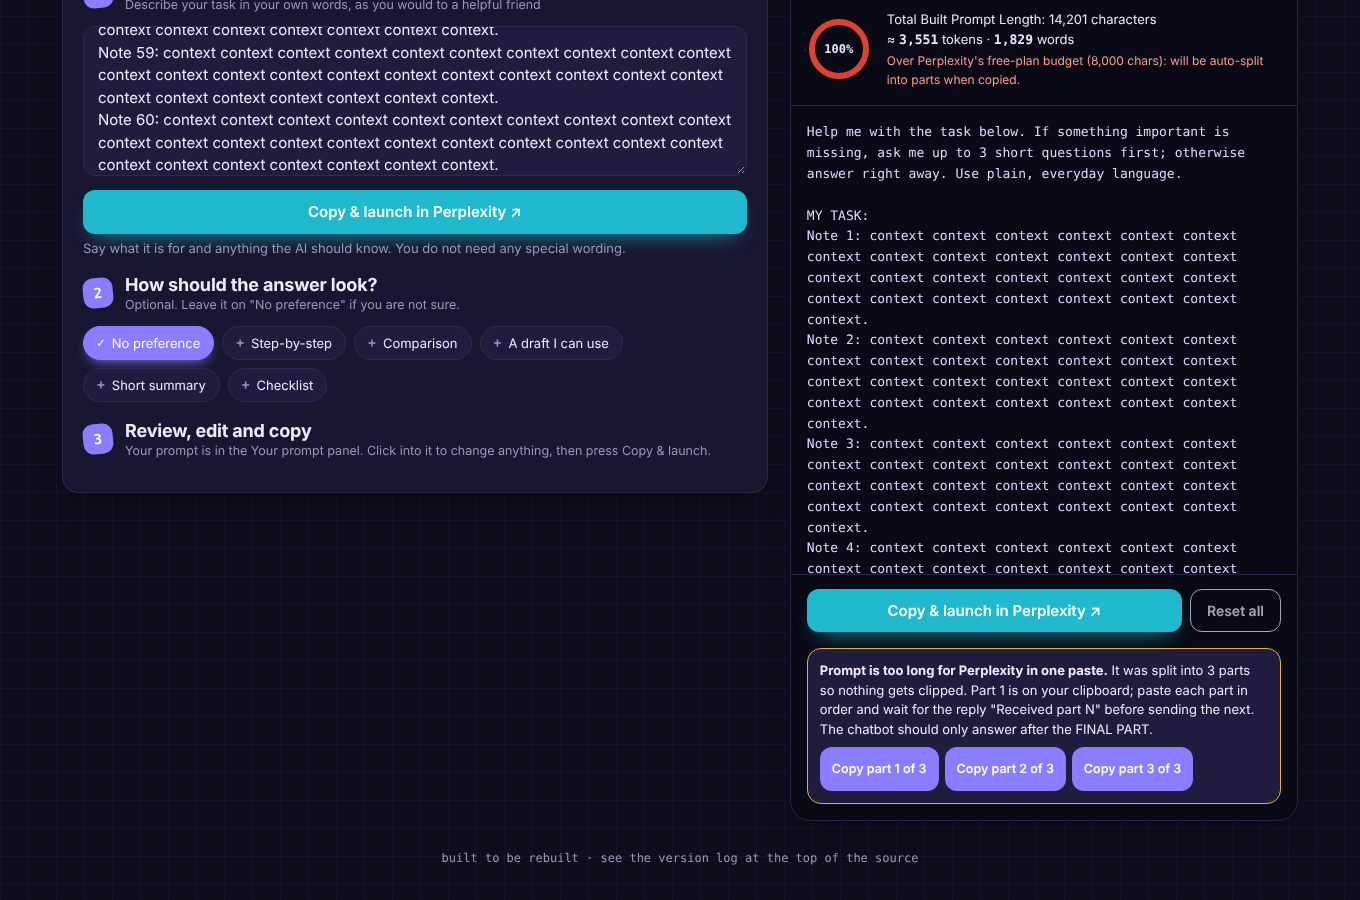 Describe your task in your own words, as you would to a helpful friend
context context context context context context context.
Note 59: context context context context context context context context context
context context context context context context context context context context
context context context context context context context.
Note 60: context context context context context context context context context
context context context context context context context context context context
context context context context context context context.
Copy & launch in Perplexity ↗
Say what it is for and anything the AI should know. You do not need any special wording.
2
How should the answer look?
Optional. Leave it on "No preference" if you are not sure.
✓ No preference
+ Step-by-step
+ Comparison
+ A draft I can use
+ Short summary
+ Checklist
3
Review, edit and copy
Your prompt is in the Your prompt panel. Click into it to change anything, then press Copy & launch.
100%
Total Built Prompt Length: 14,201 characters
≈ 3,551 tokens · 1,829 words
Over Perplexity's free-plan budget (8,000 chars): will be auto-split
into parts when copied.
Help me with the task below. If something important is
missing, ask me up to 3 short questions first; otherwise
answer right away. Use plain, everyday language.
MY TASK:
Note 1: context context context context context context
context context context context context context context
context context context context context context context
context context context context context context context
context.
Note 2: context context context context context context
context context context context context context context
context context context context context context context
context context context context context context context
context.
Note 3: context context context context context context
context context context context context context context
context context context context context context context
context context context context context context context
context.
Note 4: context context context context context context
context context context context context context context
Copy & launch in Perplexity ↗
Reset all
Prompt is too long for Perplexity in one paste. It was split into 3 parts
so nothing gets clipped. Part 1 is on your clipboard; paste each part in
order and wait for the reply "Received part N" before sending the next.
The chatbot should only answer after the FINAL PART.
Copy part 1 of 3
Copy part 2 of 3
Copy part 3 of 3
built to be rebuilt · see the version log at the top of the source